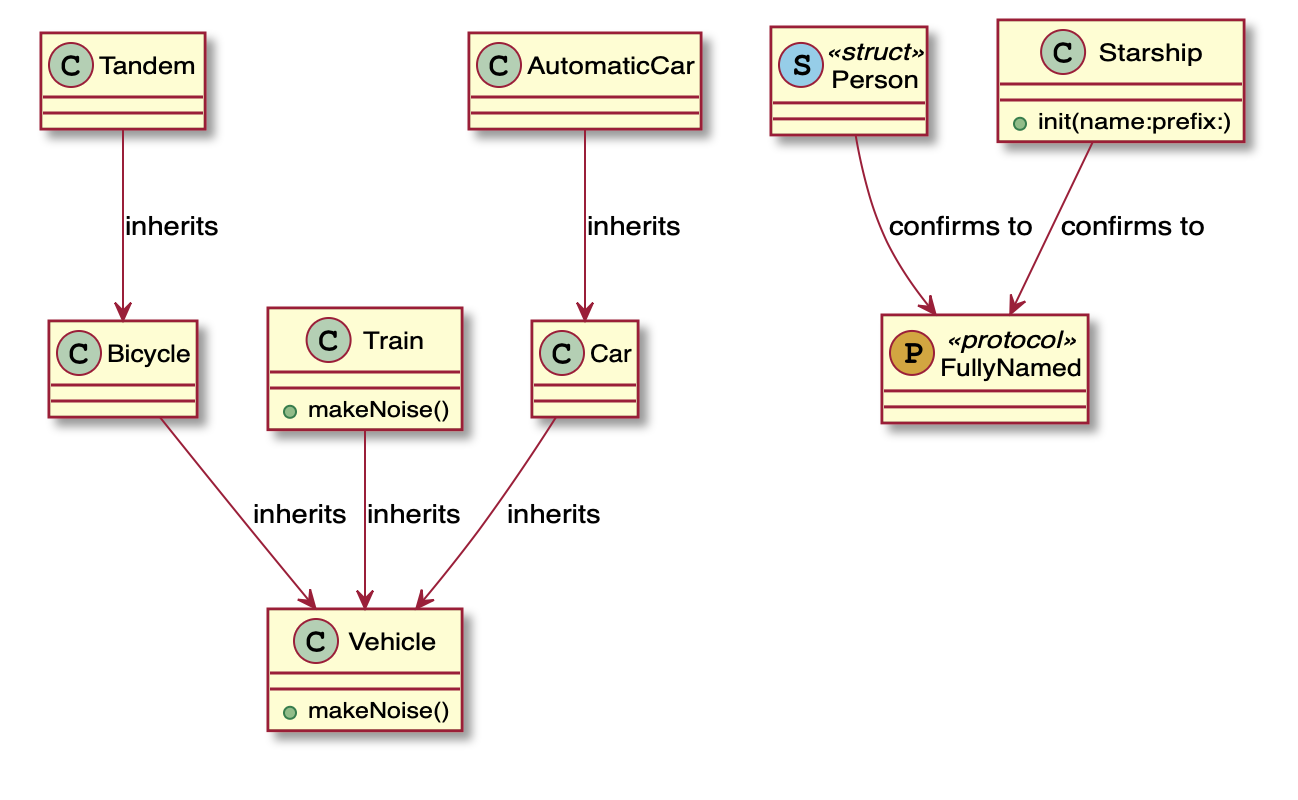 C Tandem
C AutomaticCar
S «struct»
Person
C Starship
init(name:prefix:)
inherits
inherits
confirms to
confirms to
C Bicycle
C Train
makeNoise()
C Car
P «protocol»
FullyNamed
inherits
inherits
inherits
C Vehicle
makeNoise()